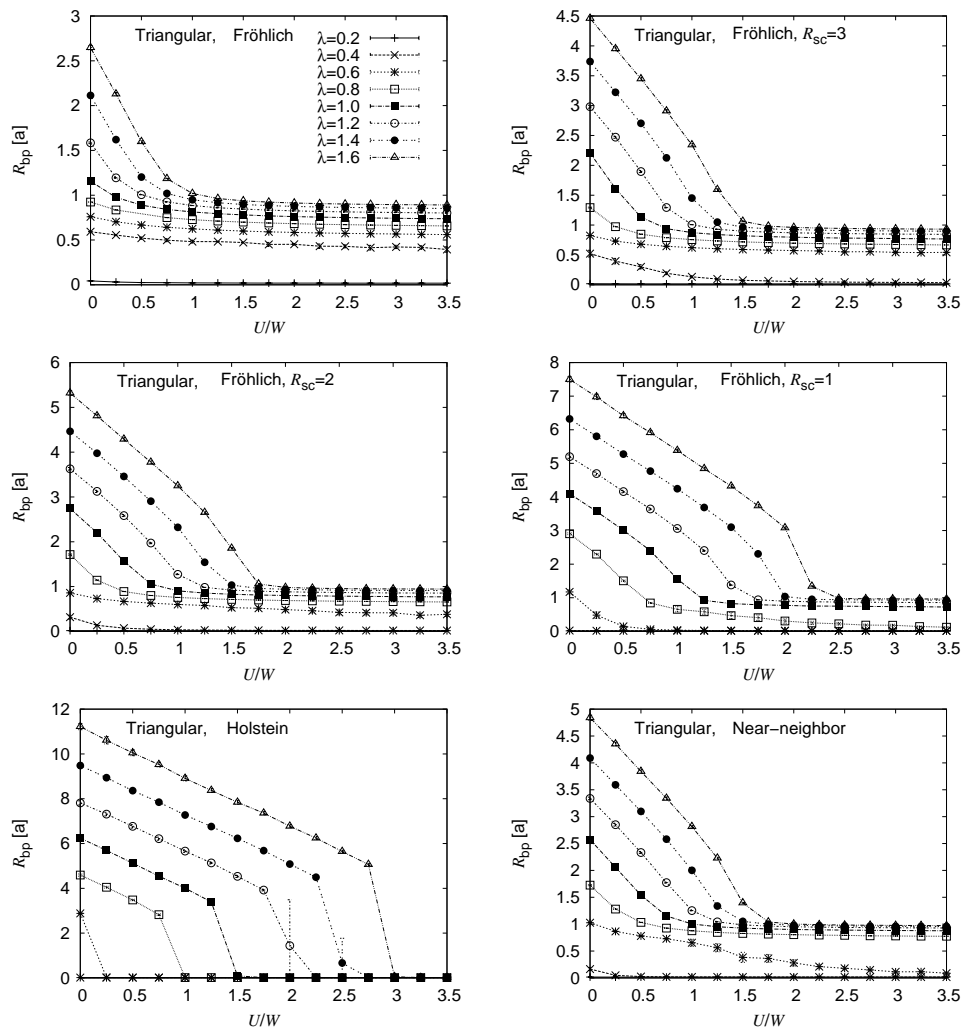 Triangular, Fröhlich
λ=0.2
λ=0.4
λ=0.6
λ=0.8
λ=1.0
λ=1.2
λ=1.4
λ=1.6
3
2.5
2
1.5
1
0.5
0
R_bp [a]
0 0.5 1 1.5 2 2.5 3 3.5
U/W
Triangular, Fröhlich, R_sc=3
4.5
4
3.5
3
2.5
2
1.5
1
0.5
0
R_bp [a]
0 0.5 1 1.5 2 2.5 3 3.5
U/W
Triangular, Fröhlich, R_sc=2
6
5
4
3
2
1
0
R_bp [a]
0 0.5 1 1.5 2 2.5 3 3.5
U/W
Triangular, Fröhlich, R_sc=1
8
7
6
5
4
3
2
1
0
R_bp [a]
0 0.5 1 1.5 2 2.5 3 3.5
U/W
Triangular, Holstein
12
10
8
6
4
2
0
R_bp [a]
0 0.5 1 1.5 2 2.5 3 3.5
U/W
Triangular, Near−neighbor
5
4.5
4
3.5
3
2.5
2
1.5
1
0.5
0
R_bp [a]
0 0.5 1 1.5 2 2.5 3 3.5
U/W